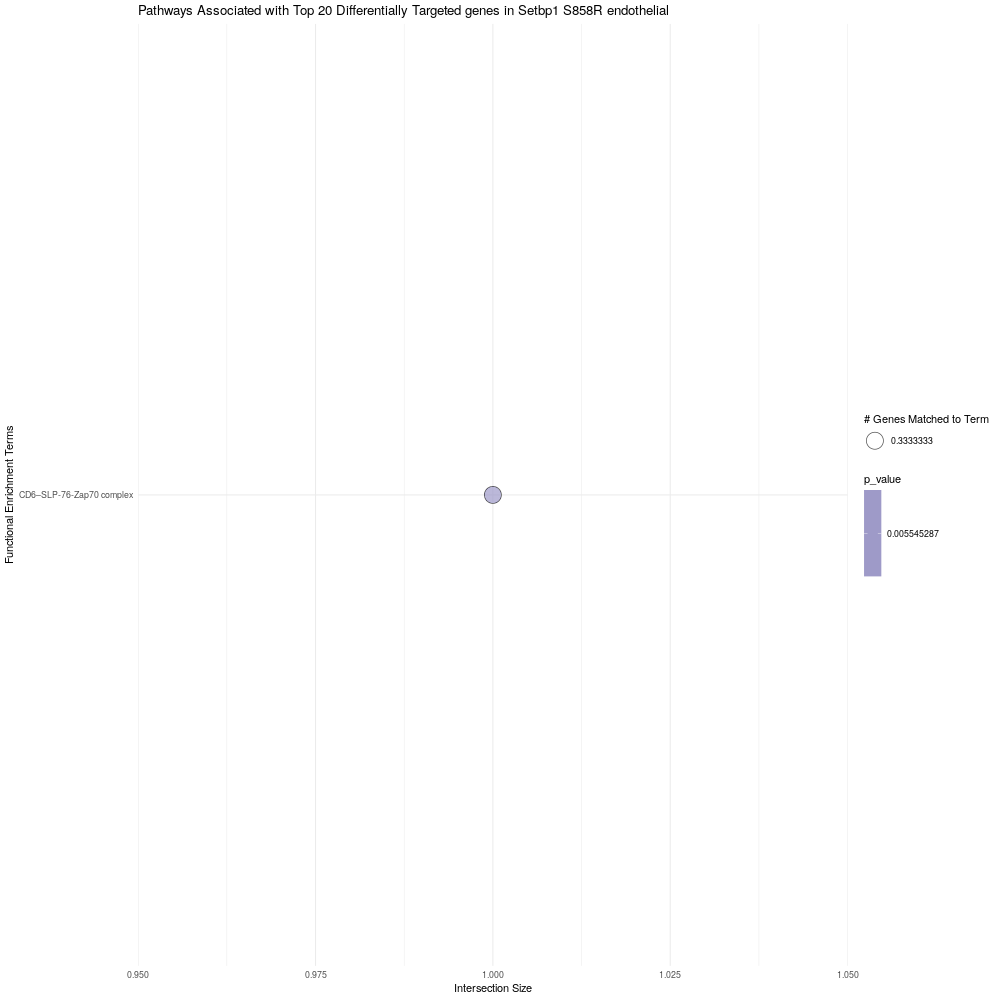 Pathways Associated with Top 20 Differentially Targeted genes in Setbp1 S858R endothelial
Functional Enrichment Terms
CD6–SLP-76-Zap70 complex
0.950
0.975
1.000
1.025
1.050
Intersection Size
# Genes Matched to Term
0.3333333
p_value
0.005545287